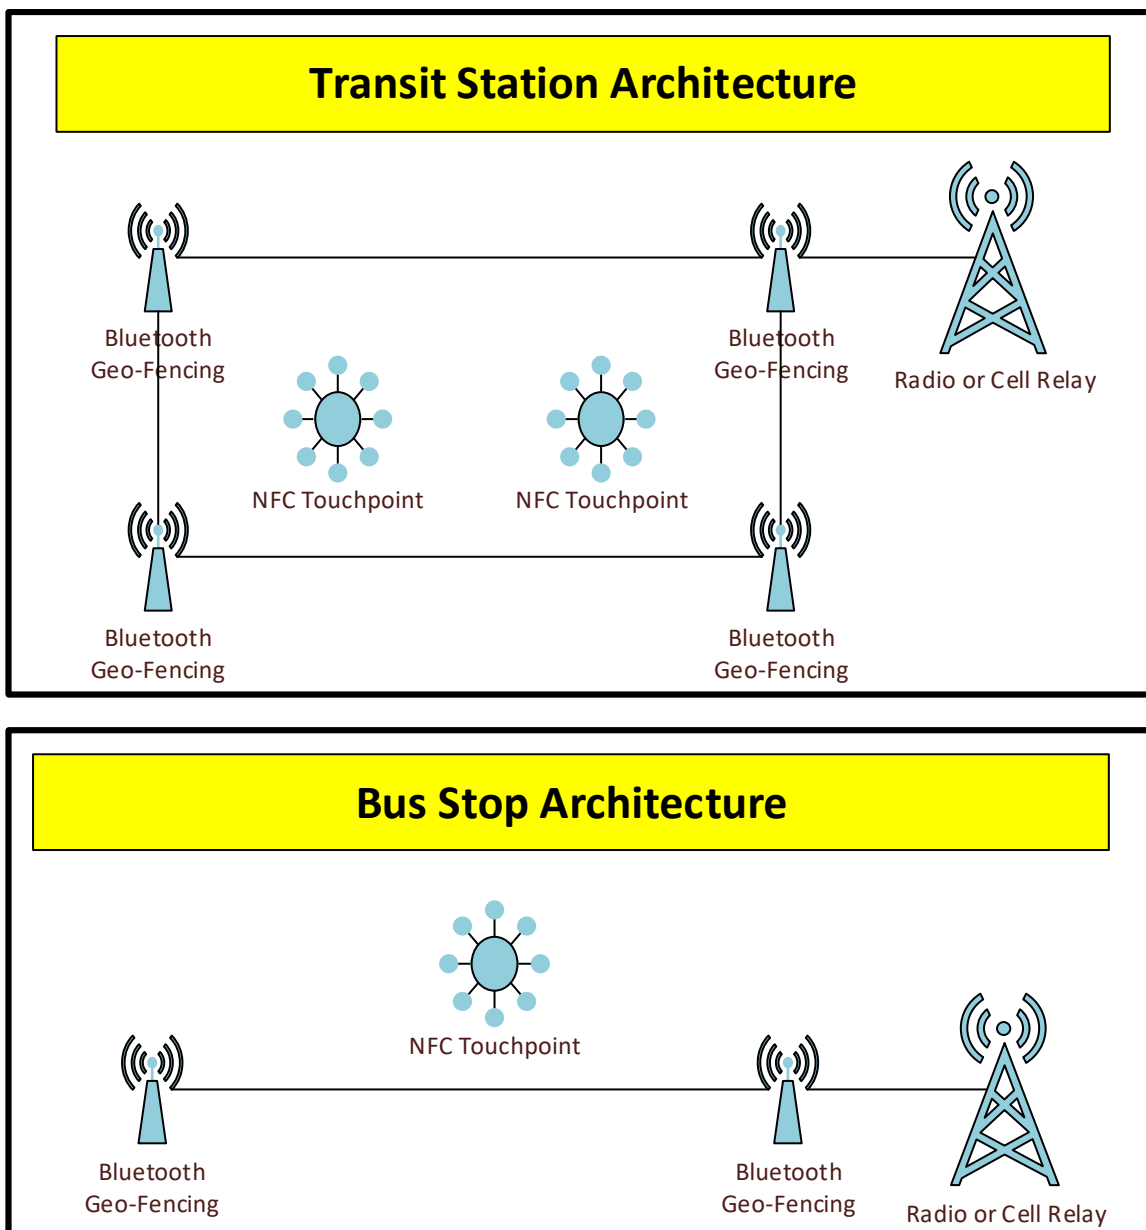 Transit Station Architecture
Bluetooth
Geo-Fencing
Bluetooth
Geo-Fencing
Radio or Cell Relay
NFC Touchpoint
NFC Touchpoint
Bluetooth
Geo-Fencing
Bluetooth
Geo-Fencing
Bus Stop Architecture
NFC Touchpoint
Bluetooth
Geo-Fencing
Bluetooth
Geo-Fencing
Radio or Cell Relay